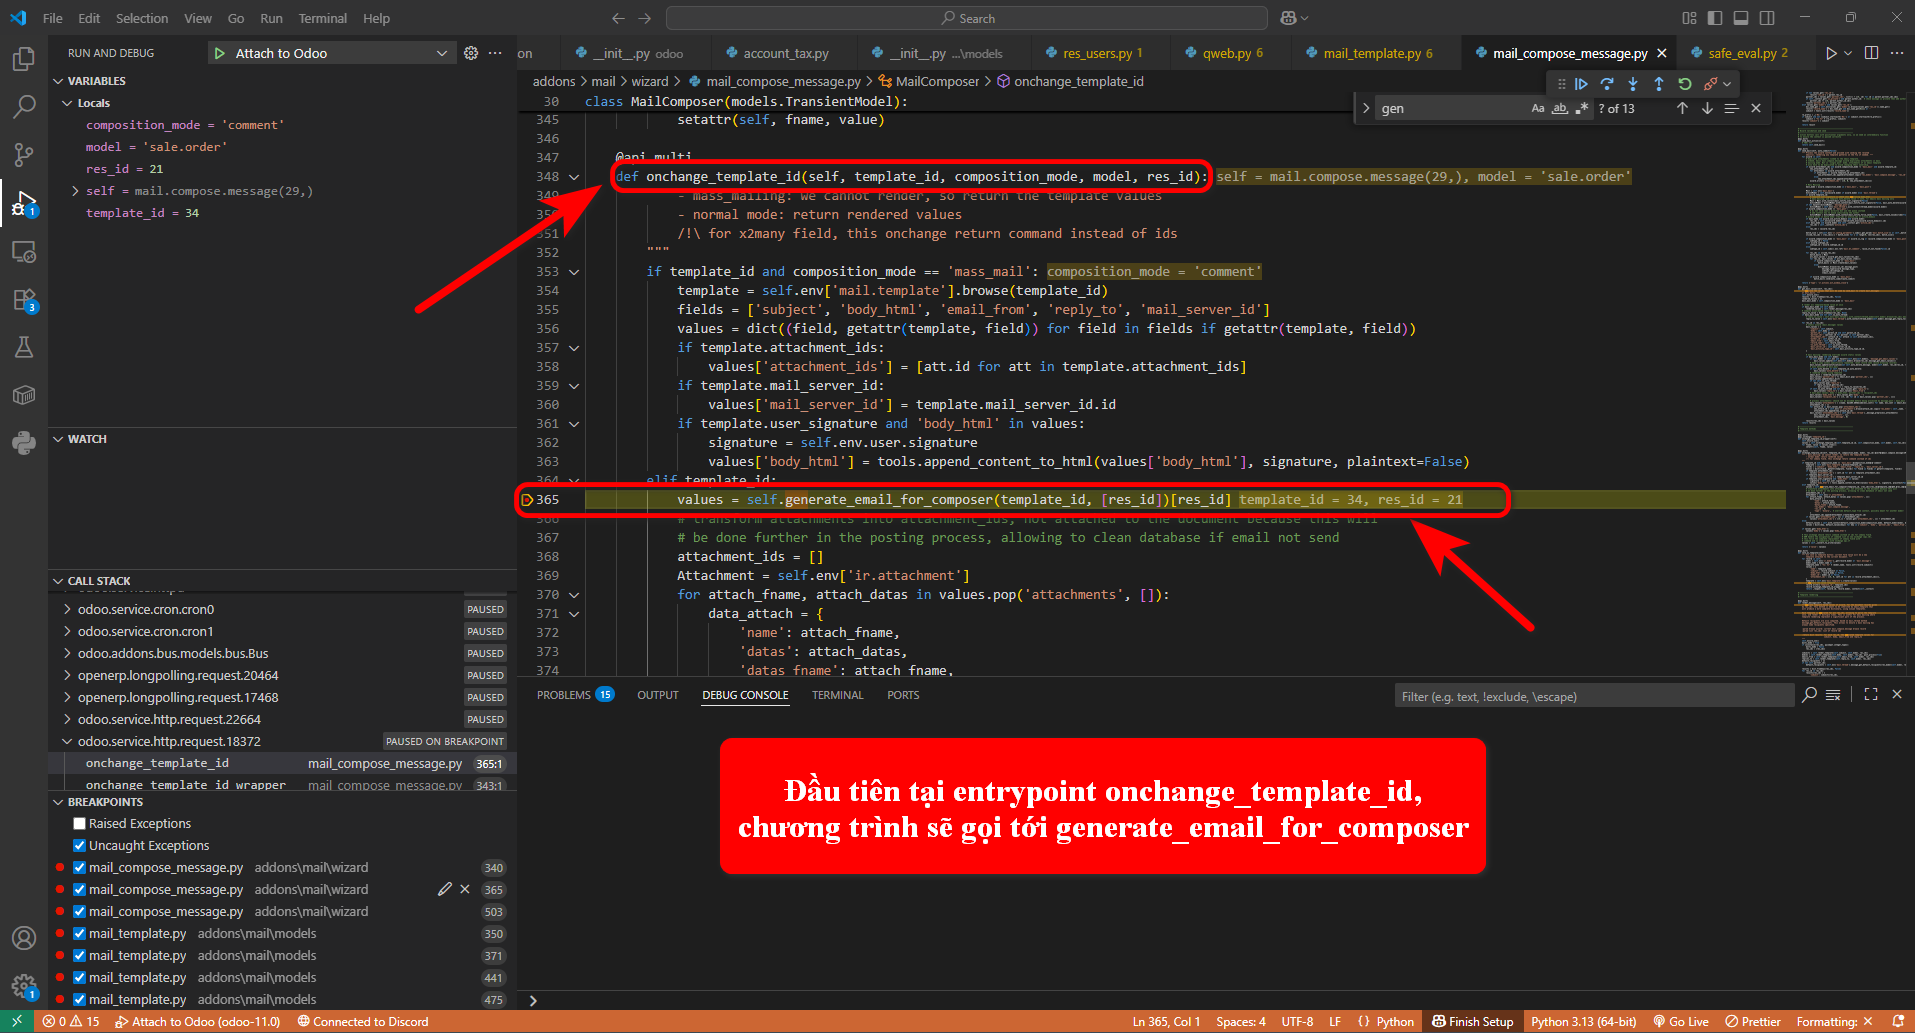 File Edit Selection View Go Run Terminal Help
Search
RUN AND DEBUG
Attach to Odoo
on
__init__.py odoo
account_tax.py
__init__.py ...\models
res_users.py 1
qweb.py 6
mail_template.py 6
mail_compose_message.py
safe_eval.py 2
addons > mail > wizard > mail_compose_message.py > MailComposer > onchange_template_id
VARIABLES
Locals
composition_mode = 'comment'
model = 'sale.order'
res_id = 21
self = mail.compose.message(29,)
template_id = 34
WATCH
CALL STACK
odoo.service.cron.cron0 PAUSED
odoo.service.cron.cron1 PAUSED
odoo.addons.bus.models.bus.Bus PAUSED
openerp.longpolling.request.20464 PAUSED
openerp.longpolling.request.17468 PAUSED
odoo.service.http.request.22664 PAUSED
odoo.service.http.request.18372 PAUSED ON BREAKPOINT
onchange_template_id mail_compose_message.py 365:1
onchange_template_id_wrapper mail_compose_message.py 343:1
BREAKPOINTS
Raised Exceptions
Uncaught Exceptions
mail_compose_message.py addons\mail\wizard 340
mail_compose_message.py addons\mail\wizard 365
mail_compose_message.py addons\mail\wizard 503
mail_template.py addons\mail\models 350
mail_template.py addons\mail\models 371
mail_template.py addons\mail\models 441
mail_template.py addons\mail\models 475
1
3
1
gen
Aa ab .* ? of 13
30 class MailComposer(models.TransientModel):
345 setattr(self, fname, value)
346
347 @api.multi
348 def onchange_template_id(self, template_id, composition_mode, model, res_id): self = mail.compose.message(29,), model = 'sale.order'
349 - mass_mailing: we cannot render, so return the template values
350 - normal mode: return rendered values
351 /!\ for x2many field, this onchange return command instead of ids
352 """
353 if template_id and composition_mode == 'mass_mail': composition_mode = 'comment'
354 template = self.env['mail.template'].browse(template_id)
355 fields = ['subject', 'body_html', 'email_from', 'reply_to', 'mail_server_id']
356 values = dict((field, getattr(template, field)) for field in fields if getattr(template, field))
357 if template.attachment_ids:
358 values['attachment_ids'] = [att.id for att in template.attachment_ids]
359 if template.mail_server_id:
360 values['mail_server_id'] = template.mail_server_id.id
361 if template.user_signature and 'body_html' in values:
362 signature = self.env.user.signature
363 values['body_html'] = tools.append_content_to_html(values['body_html'], signature, plaintext=False)
364 elif template_id:
365 values = self.generate_email_for_composer(template_id, [res_id])[res_id] template_id = 34, res_id = 21
366 # transform attachments into attachment_ids; not attached to the document because this will
367 # be done further in the posting process, allowing to clean database if email not send
368 attachment_ids = []
369 Attachment = self.env['ir.attachment']
370 for attach_fname, attach_datas in values.pop('attachments', []):
371 data_attach = {
372 'name': attach_fname,
373 'datas': attach_datas,
374 'datas_fname': attach_fname,
PROBLEMS 15 OUTPUT DEBUG CONSOLE TERMINAL PORTS
Filter (e.g. text, !exclude, \escape)
Đầu tiên tại entrypoint onchange_template_id,
chương trình sẽ gọi tới generate_email_for_composer
>
0 15 Attach to Odoo (odoo-11.0) Connected to Discord
Ln 365, Col 1 Spaces: 4 UTF-8 LF {} Python Finish Setup Python 3.13 (64-bit) Go Live Prettier Formatting: ×